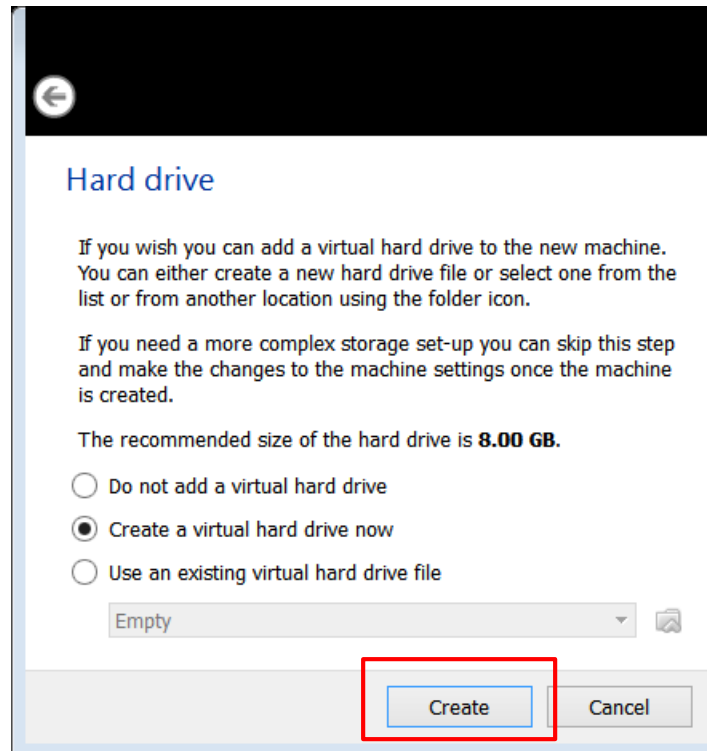 Hard drive
If you wish you can add a virtual hard drive to the new machine.
You can either create a new hard drive file or select one from the
list or from another location using the folder icon.
If you need a more complex storage set-up you can skip this step
and make the changes to the machine settings once the machine
is created.
The recommended size of the hard drive is 8.00 GB.
Do not add a virtual hard drive
Create a virtual hard drive now
Use an existing virtual hard drive file
Empty
Create
Cancel